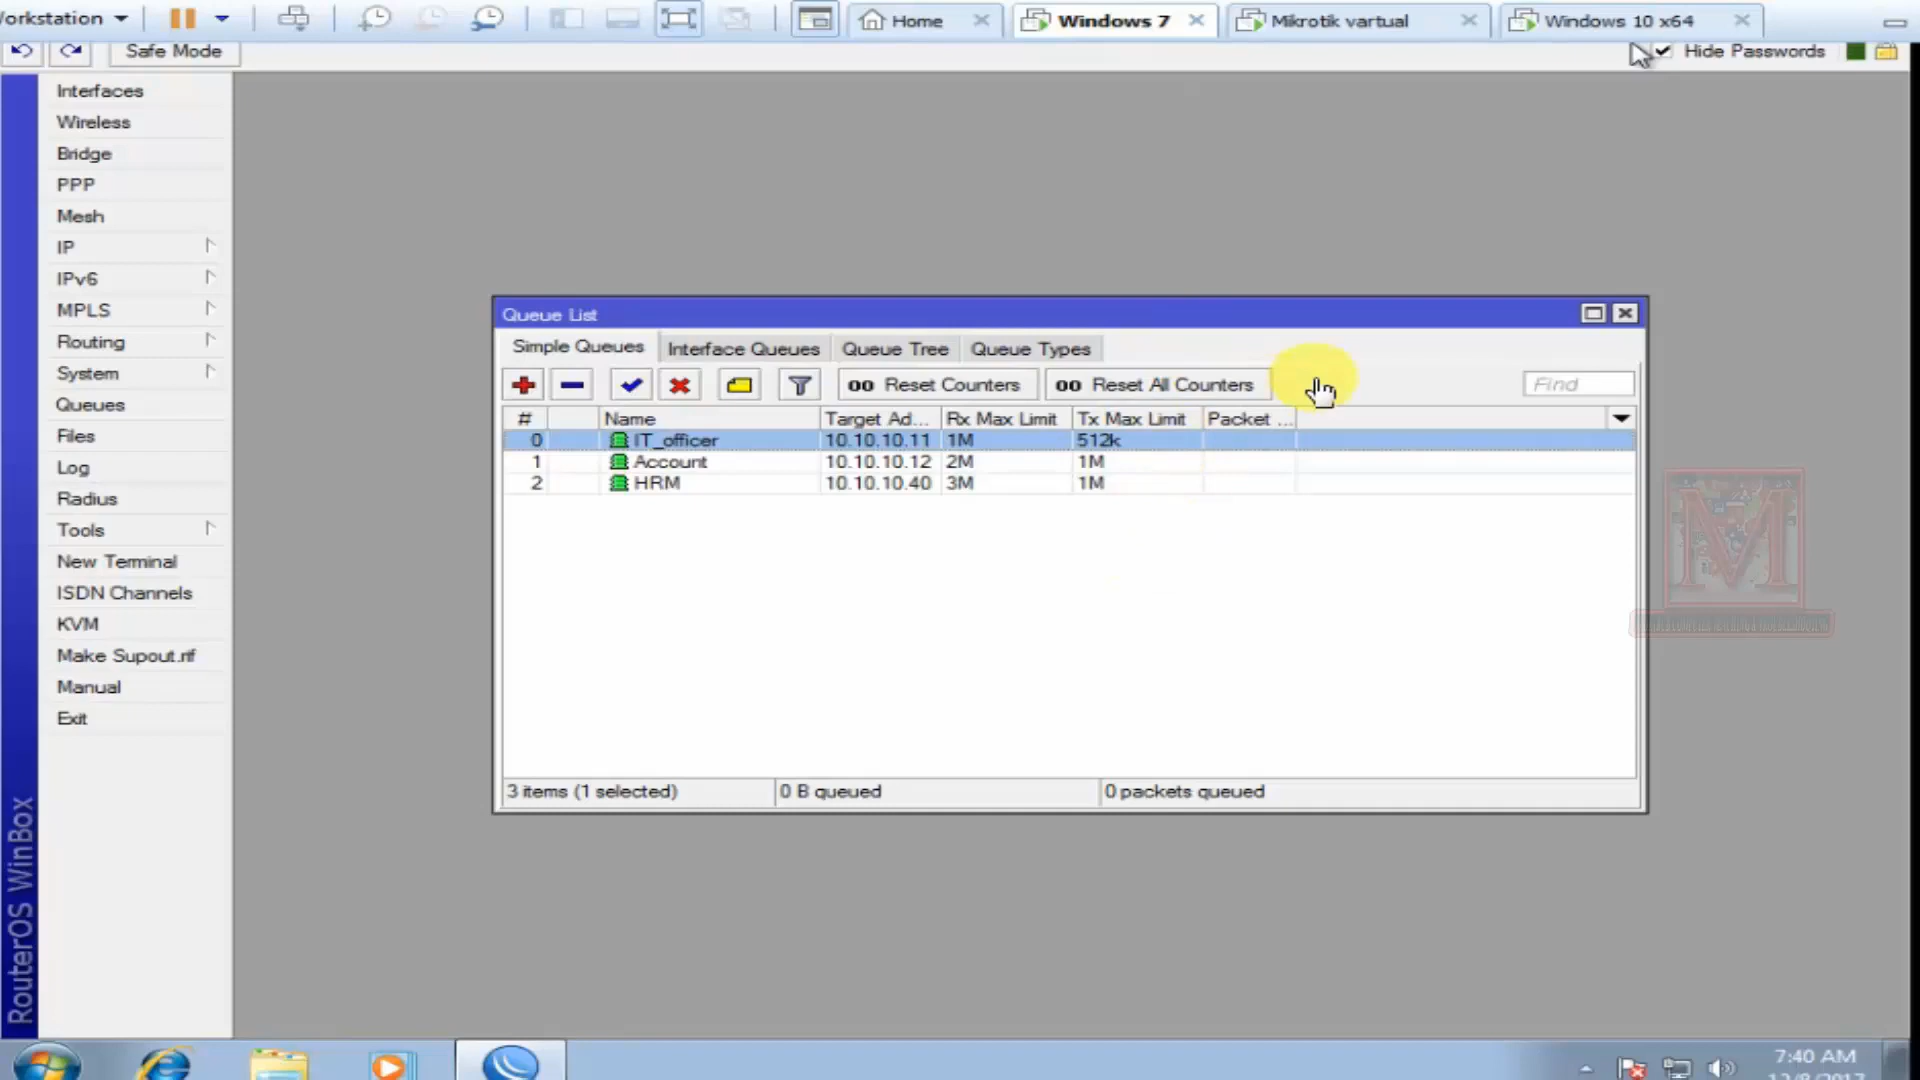 orkstation
Home
Windows 7
Mikrotik vartual
Windows 10 x64
Safe Mode
Hide Passwords
Interfaces
Wireless
Bridge
PPP
Mesh
IP
IPv6
MPLS
Routing
System
Queues
Files
Log
Radius
Tools
New Terminal
ISDN Channels
KVM
Make Supout.rif
Manual
Exit
RouterOS WinBox
Queue List
Simple Queues Interface Queues Queue Tree Queue Types
00 Reset Counters 00 Reset All Counters Find
# Name Target Ad... Rx Max Limit Tx Max Limit Packet ...
0 IT_officer 10.10.10.11 1M 512k
1 Account 10.10.10.12 2M 1M
2 HRM 10.10.10.40 3M 1M
3 items (1 selected) 0 B queued 0 packets queued
M
7:40 AM
12/8/2017